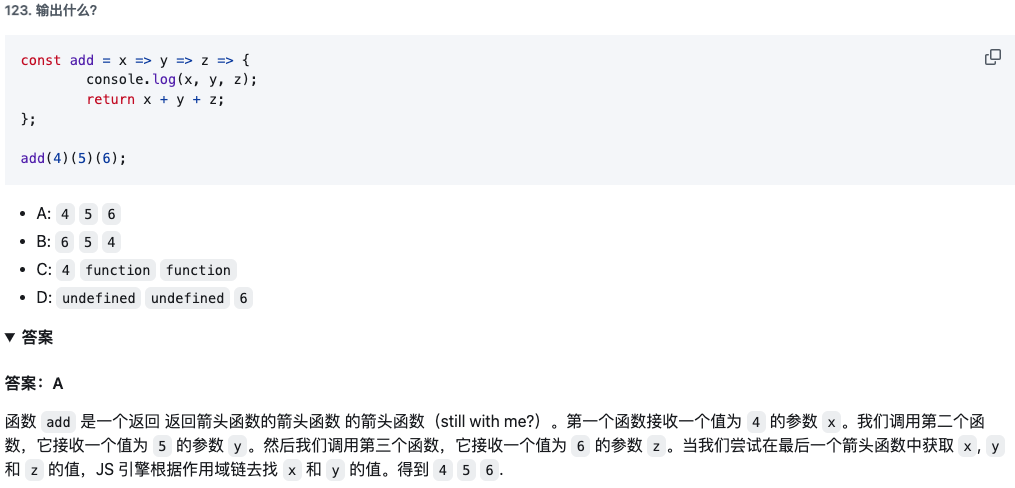 123. 输出什么?
const add = x => y => z => {
        console.log(x, y, z);
        return x + y + z;
};
add(4)(5)(6);
• A: 4 5 6
• B: 6 5 4
• C: 4 function function
• D: undefined undefined 6
▼ 答案
答案：A
函数 add 是一个返回 返回箭头函数的箭头函数 的箭头函数（still with me?）。第一个函数接收一个值为 4 的参数 x。我们调用第二个函
数，它接收一个值为 5 的参数 y。然后我们调用第三个函数，它接收一个值为 6 的参数 z。当我们尝试在最后一个箭头函数中获取 x, y
和 z 的值，JS 引擎根据作用域链去找 x 和 y 的值。得到 4 5 6.